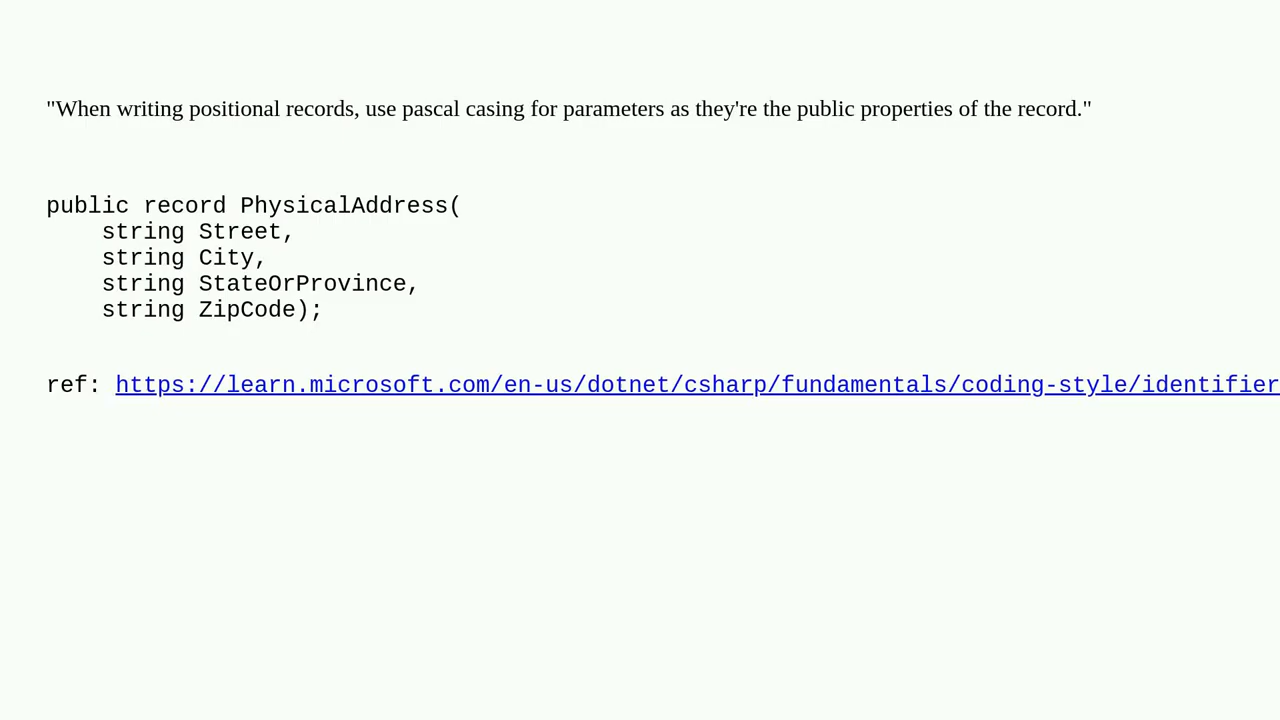 "When writing positional records, use pascal casing for parameters as they're the public properties of the record."
public record PhysicalAddress(
    string Street,
    string City,
    string StateOrProvince,
    string ZipCode);
ref: https://learn.microsoft.com/en-us/dotnet/csharp/fundamentals/coding-style/identifier